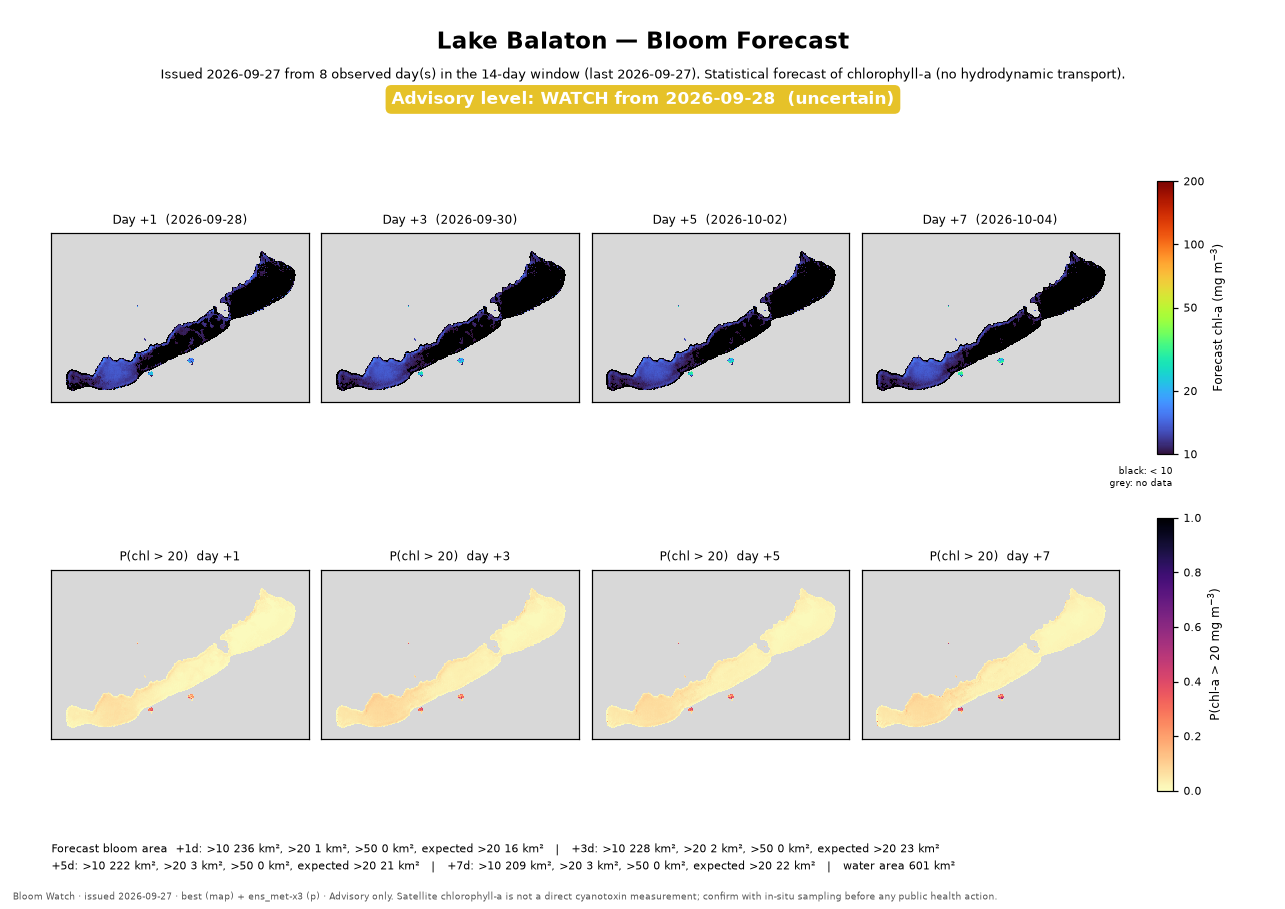 Lake Balaton — Bloom Forecast
Issued 2026-09-27 from 8 observed day(s) in the 14-day window (last 2026-09-27). Statistical forecast of chlorophyll-a (no hydrodynamic transport).
Advisory level: WATCH from 2026-09-28 (uncertain)
Day +1 (2026-09-28)
Day +3 (2026-09-30)
Day +5 (2026-10-02)
Day +7 (2026-10-04)
200
100
50
20
10
Forecast chl-a (mg m⁻³)
black: < 10
grey: no data
P(chl > 20) day +1
P(chl > 20) day +3
P(chl > 20) day +5
P(chl > 20) day +7
1.0
0.8
0.6
0.4
0.2
0.0
P(chl-a > 20 mg m⁻³)
Forecast bloom area +1d: >10 236 km², >20 1 km², >50 0 km², expected >20 16 km² | +3d: >10 228 km², >20 2 km², >50 0 km², expected >20 23 km²
+5d: >10 222 km², >20 3 km², >50 0 km², expected >20 21 km² | +7d: >10 209 km², >20 3 km², >50 0 km², expected >20 22 km² | water area 601 km²
Bloom Watch · issued 2026-09-27 · best (map) + ens_met-x3 (p) · Advisory only. Satellite chlorophyll-a is not a direct cyanotoxin measurement; confirm with in-situ sampling before any public health action.